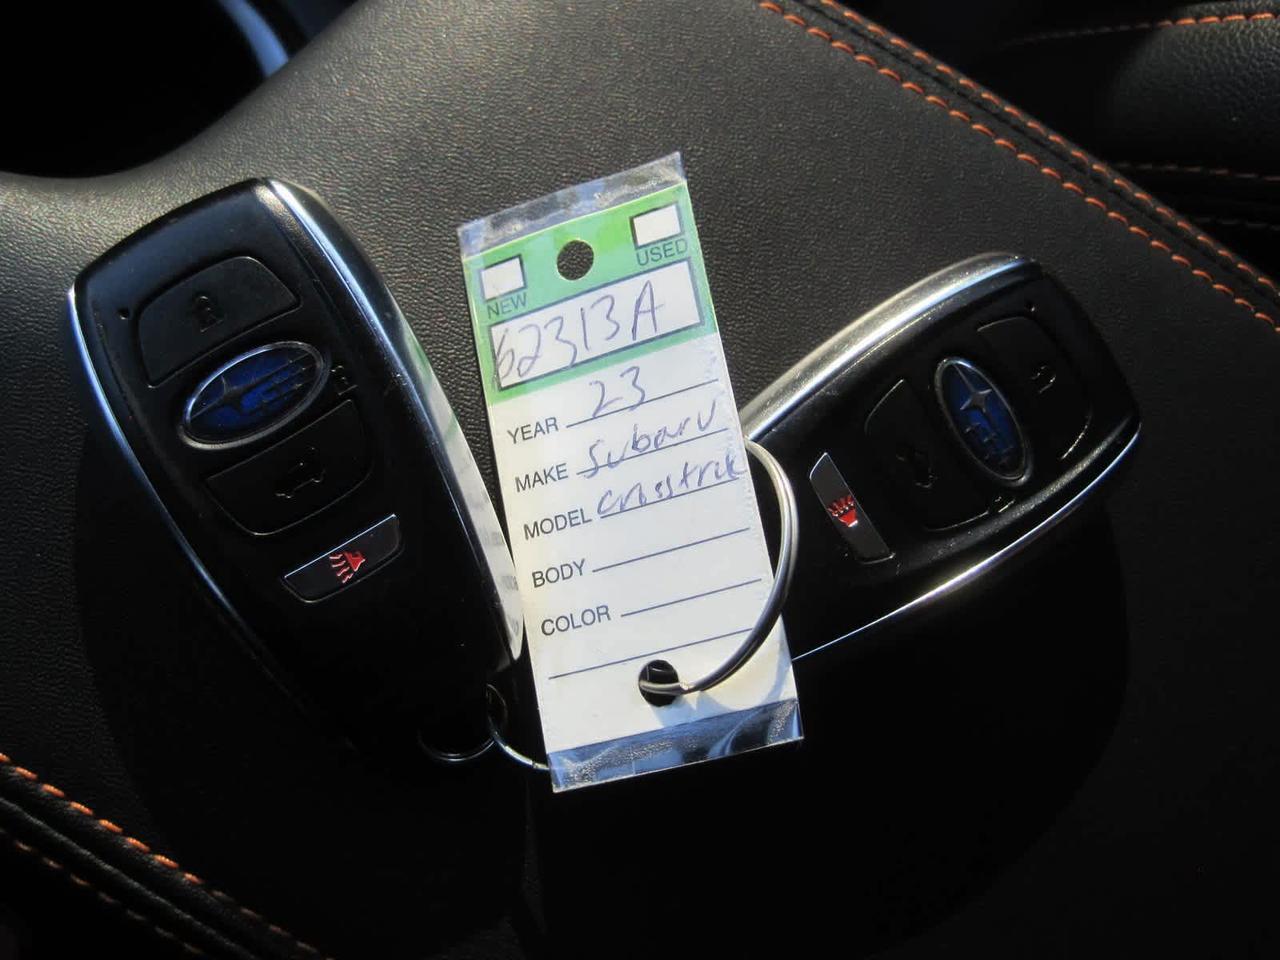 NEW USED
62313A
YEAR 23
MAKE Subaru
MODEL Crosstrek
BODY
COLOR